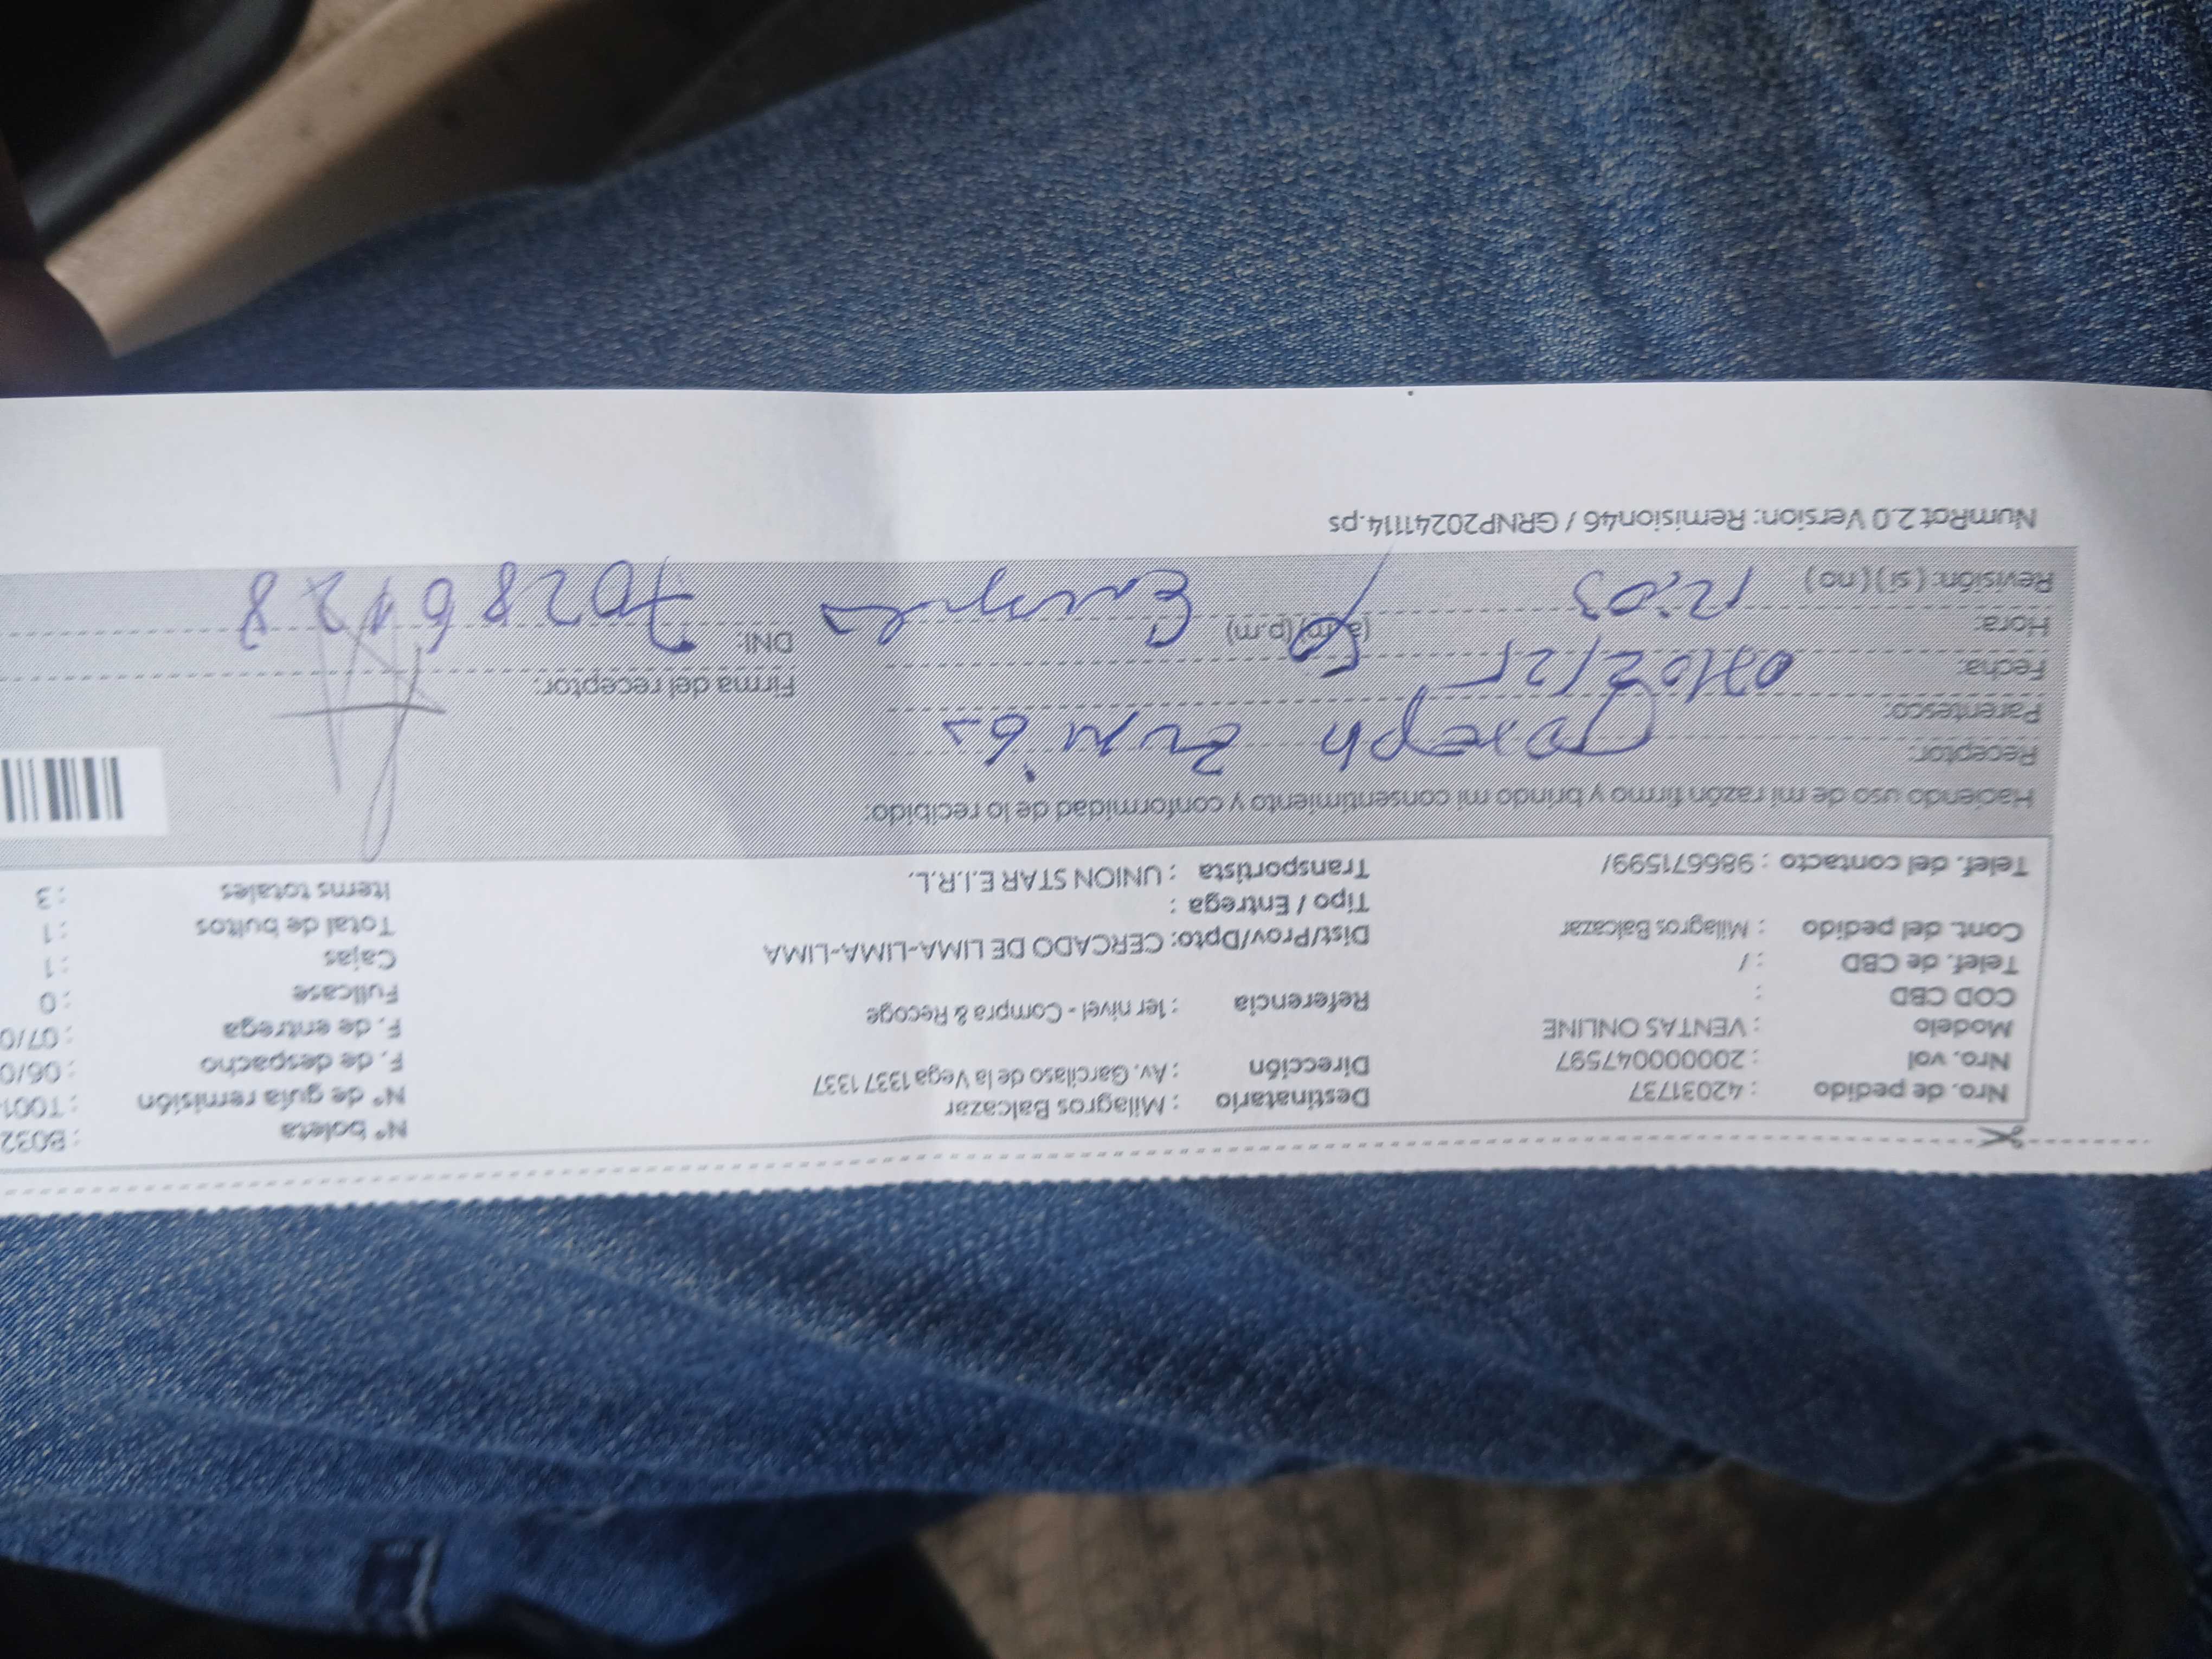 Nro. de pedido : 42031737
Nro. vol : 20000047597
Modelo : VENTAS ONLINE
COD CBD :
Telef. de CBD : /
Cont. del pedido : Milagros Balcazar
Telef. del contacto : 986671599/
Destinatario : Milagros Balcazar
Dirección : Av. Garcilaso de la Vega 1337 1337
Referencia : 1er nivel - Compra & Recoge
Dist/Prov/Dpto: CERCADO DE LIMA-LIMA-LIMA
Tipo / Entrega :
Transportista : UNION STAR E.I.R.L.
N° boleta : B032
N° de guía remisión : T001
F. de despacho : 06/0
F. de entrega : 07/0
Fullcase : 0
Cajas : 1
Total de bultos : 1
Items totales : 3
Haciendo uso de mi razón firmo y brindo mi consentimiento y conformidad de lo recibido:
Receptor: Joseph
Parentesco:
Fecha: 07/02/25
Hora: 12:03 (a.m)(p.m)
Revisión: ( si ) ( no )
Firma del receptor:
DNI: 70286128
NumRot 2.0 Version: Remision46 / GRNP20241114.ps